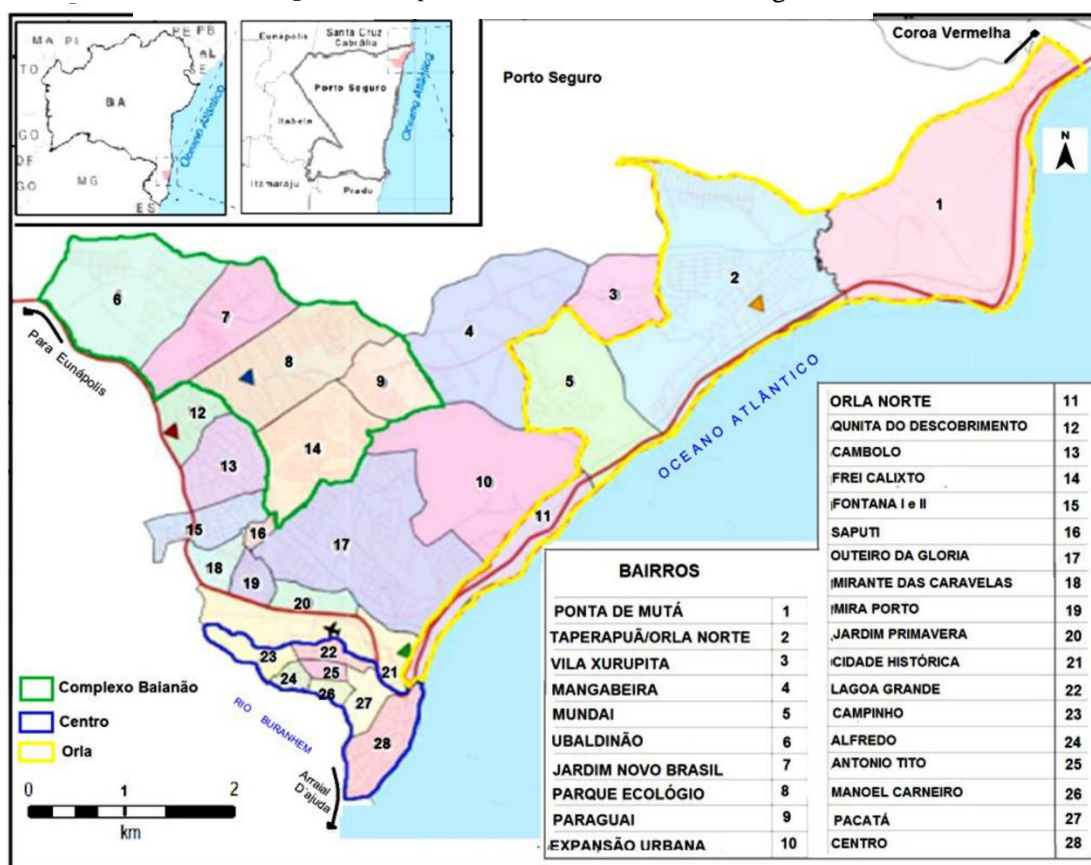 MA PI PE PB
AL
TO SE
BA
GO
DF
GO MG
ES
Oceano Atlântico
Eunápolis
Santa Cruz
Cabrália
Porto Seguro
Itabela
Itamaraju
Prado
Oceano Atlântico
Porto Seguro
Coroa Vermelha
N
1
2
3
4
5
6
7
8
9
10
11
12
13
14
15
16
17
18
19
20
21
22
23
24
25
26
27
28
Para Eunápolis
OCEANO ATLÂNTICO
RIO BURANHEM
Arraial
D'ajuda
Complexo Baianão
Centro
Orla
0 1 2
km
BAIRROS
PONTA DE MUTÁ 1
TAPERAPUÃ/ORLA NORTE 2
VILA XURUPITA 3
MANGABEIRA 4
MUNDAI 5
UBALDINÃO 6
JARDIM NOVO BRASIL 7
PARQUE ECOLÓGIO 8
PARAGUAI 9
EXPANSÃO URBANA 10
ORLA NORTE 11
QUNITA DO DESCOBRIMENTO 12
CAMBOLO 13
FREI CALIXTO 14
FONTANA I e II 15
SAPUTI 16
OUTEIRO DA GLORIA 17
MIRANTE DAS CARAVELAS 18
MIRA PORTO 19
JARDIM PRIMAVERA 20
CIDADE HISTÓRICA 21
LAGOA GRANDE 22
CAMPINHO 23
ALFREDO 24
ANTONIO TITO 25
MANOEL CARNEIRO 26
PACATÁ 27
CENTRO 28